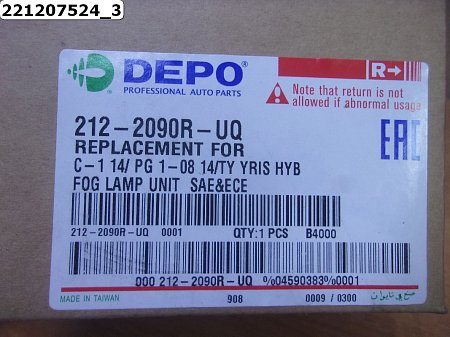 221207524_3
DEPO®
PROFESSIONAL AUTO PARTS
R
Note that return is not
allowed if abnormal usage
212-2090R-UQ
REPLACEMENT FOR
C-1 14/ PG 1-08 14/TY YRIS HYB
FOG LAMP UNIT SAE&ECE
EAC
212-2090R-UQ 0001 QTY:1 PCS B4000
000 212-2090R-UQ %04590383%0001
MADE IN TAIWAN 908 0009 / 0300